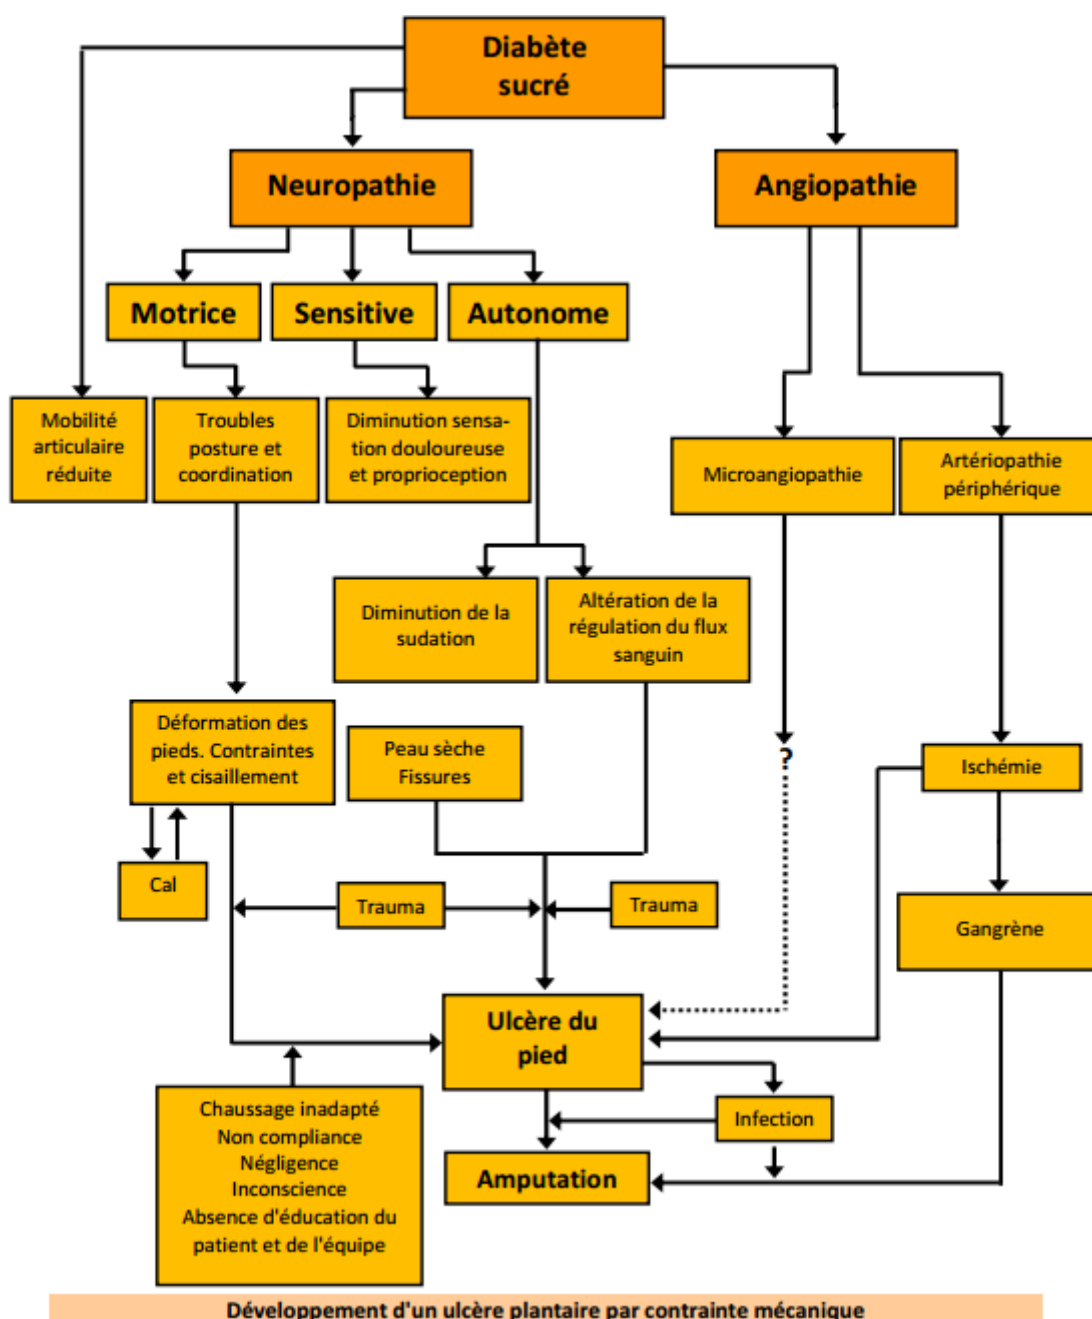 Diabète
sucré
Neuropathie
Angiopathie
Motrice
Sensitive
Autonome
Mobilité
articulaire
réduite
Troubles
posture et
coordination
Diminution sensa-
tion douloureuse
et proprioception
Microangiopathie
Artériopathie
périphérique
Diminution de la
sudation
Altération de la
régulation du flux
sanguin
Déformation des
pieds. Contraintes
et cisaillement
Peau sèche
Fissures
?
Ischémie
Cal
Trauma
Trauma
Gangrène
Ulcère du
pied
Chaussage inadapté
Non compliance
Négligence
Inconscience
Absence d'éducation du
patient et de l'équipe
Infection
Amputation
Développement d'un ulcère plantaire par contrainte mécanique